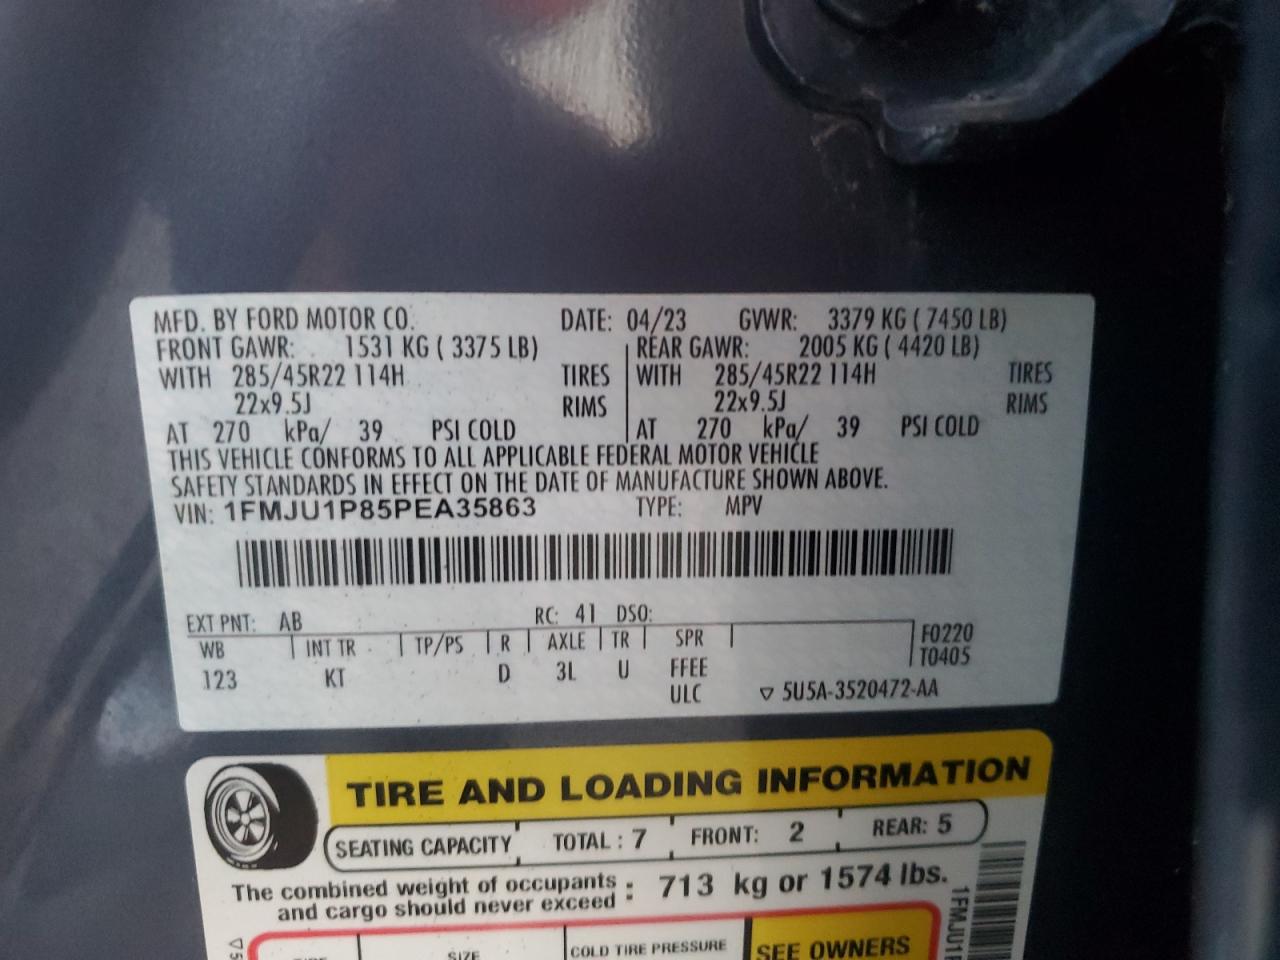 MFD. BY FORD MOTOR CO. DATE: 04/23 GVWR: 3379 KG ( 7450 LB)
FRONT GAWR: 1531 KG ( 3375 LB) REAR GAWR: 2005 KG ( 4420 LB)
WITH 285/45R22 114H TIRES WITH 285/45R22 114H TIRES
22x9.5J RIMS 22x9.5J RIMS
AT 270 kPa/ 39 PSI COLD AT 270 kPa/ 39 PSI COLD
THIS VEHICLE CONFORMS TO ALL APPLICABLE FEDERAL MOTOR VEHICLE
SAFETY STANDARDS IN EFFECT ON THE DATE OF MANUFACTURE SHOWN ABOVE.
VIN: 1FMJU1P85PEA35863 TYPE: MPV
EXT PNT: AB RC: 41 DSO:
WB INT TR TP/PS R AXLE TR SPR F0220
T0405
123 KT D 3L U FFEE
ULC ▽ 5U5A-3520472-AA
TIRE AND LOADING INFORMATION
SEATING CAPACITY TOTAL : 7 FRONT: 2 REAR: 5
The combined weight of occupants
and cargo should never exceed : 713 kg or 1574 lbs.
SIZE COLD TIRE PRESSURE SEE OWNERS
1FMJU1